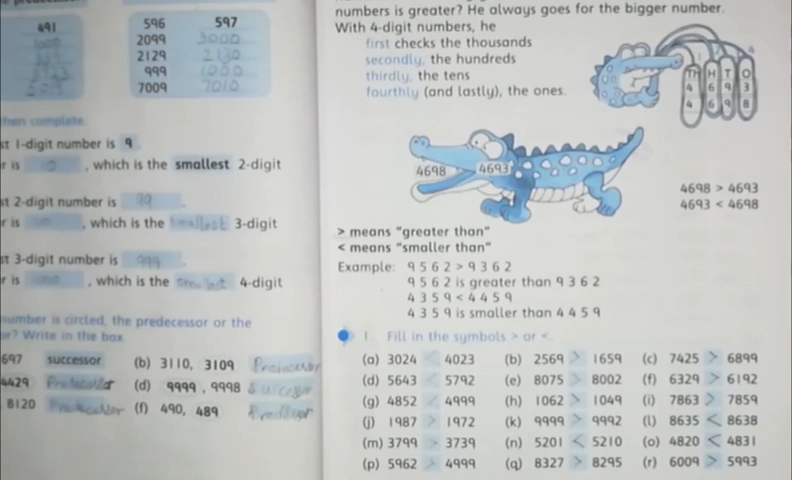 491
596 597
2099 3000
2129 2130
999 1000
7009 7010
then complete
st 1-digit number is 9
r is 10, which is the smallest 2-digit
st 2-digit number is 99.
r is , which is the smallest 3-digit
st 3-digit number is 999.
r is , which is the smallest 4-digit
number is circled, the predecessor or the
or? Write in the box.
697 successor (b) 3110, 3109
4429 (d) 9999, 9998
8120 (f) 490, 489
numbers is greater? He always goes for the bigger number.
With 4-digit numbers, he
first checks the thousands
secondly, the hundreds
thirdly, the tens
fourthly (and lastly), the ones.
TH H T O
4 6 9 3
4 6 9 8
4698 4693
4698 > 4693
4693 < 4698
> means "greater than"
< means "smaller than"
Example: 9 5 6 2 > 9 3 6 2
9 5 6 2 is greater than 9 3 6 2
4 3 5 9 < 4 4 5 9
4 3 5 9 is smaller than 4 4 5 9
1. Fill in the symbols > or <.
(a) 3024 < 4023 (b) 2569 > 1659 (c) 7425 > 6899
(d) 5643 < 5792 (e) 8075 > 8002 (f) 6329 > 6192
(g) 4852 < 4999 (h) 1062 > 1049 (i) 7863 > 7859
(j) 1987 > 1972 (k) 9999 > 9992 (l) 8635 < 8638
(m) 3799 > 3739 (n) 5201 < 5210 (o) 4820 < 4831
(p) 5962 > 4999 (q) 8327 > 8295 (r) 6009 > 5993